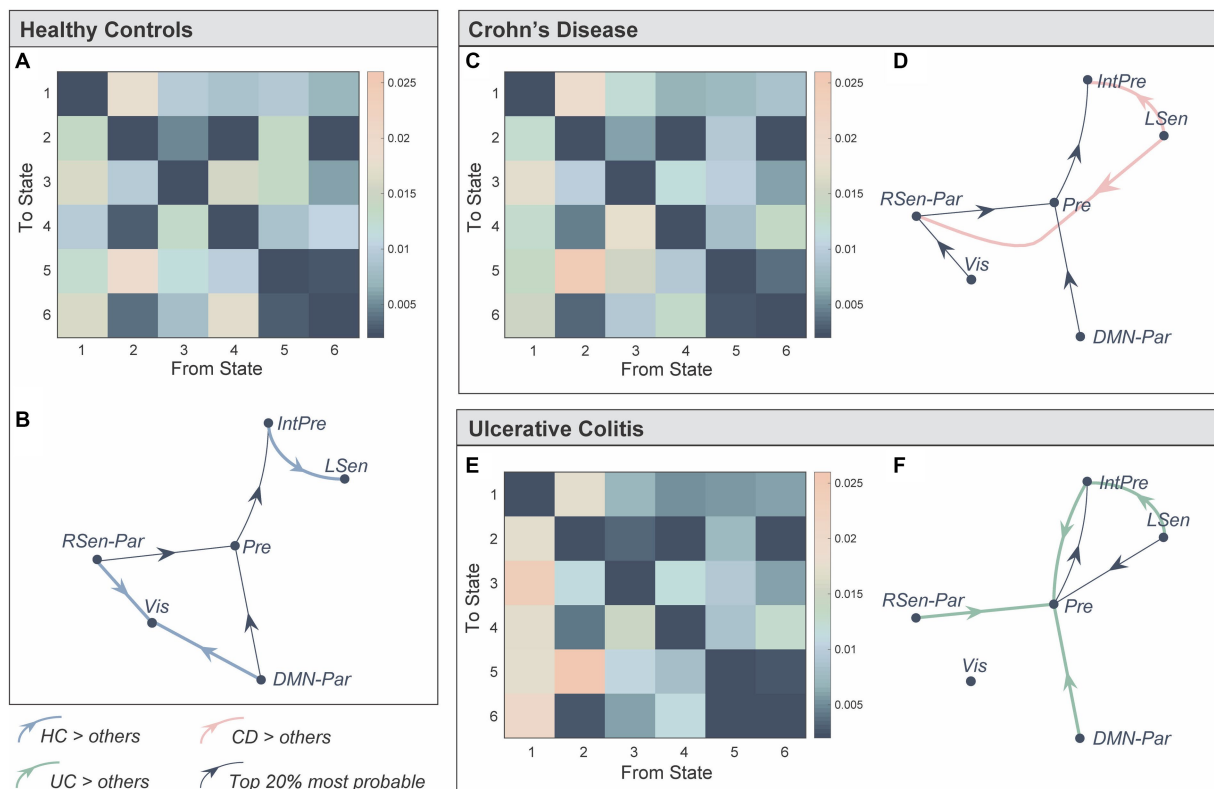 Healthy Controls
A
To State
1
2
3
4
5
6
1 2 3 4 5 6
From State
0.025
0.02
0.015
0.01
0.005
B
IntPre
LSen
RSen-Par
Pre
Vis
DMN-Par
HC > others
CD > others
UC > others
Top 20% most probable
Crohn's Disease
C
To State
1
2
3
4
5
6
1 2 3 4 5 6
From State
0.025
0.02
0.015
0.01
0.005
D
IntPre
LSen
RSen-Par
Pre
Vis
DMN-Par
Ulcerative Colitis
E
To State
1
2
3
4
5
6
1 2 3 4 5 6
From State
0.025
0.02
0.015
0.01
0.005
F
IntPre
LSen
RSen-Par
Pre
Vis
DMN-Par